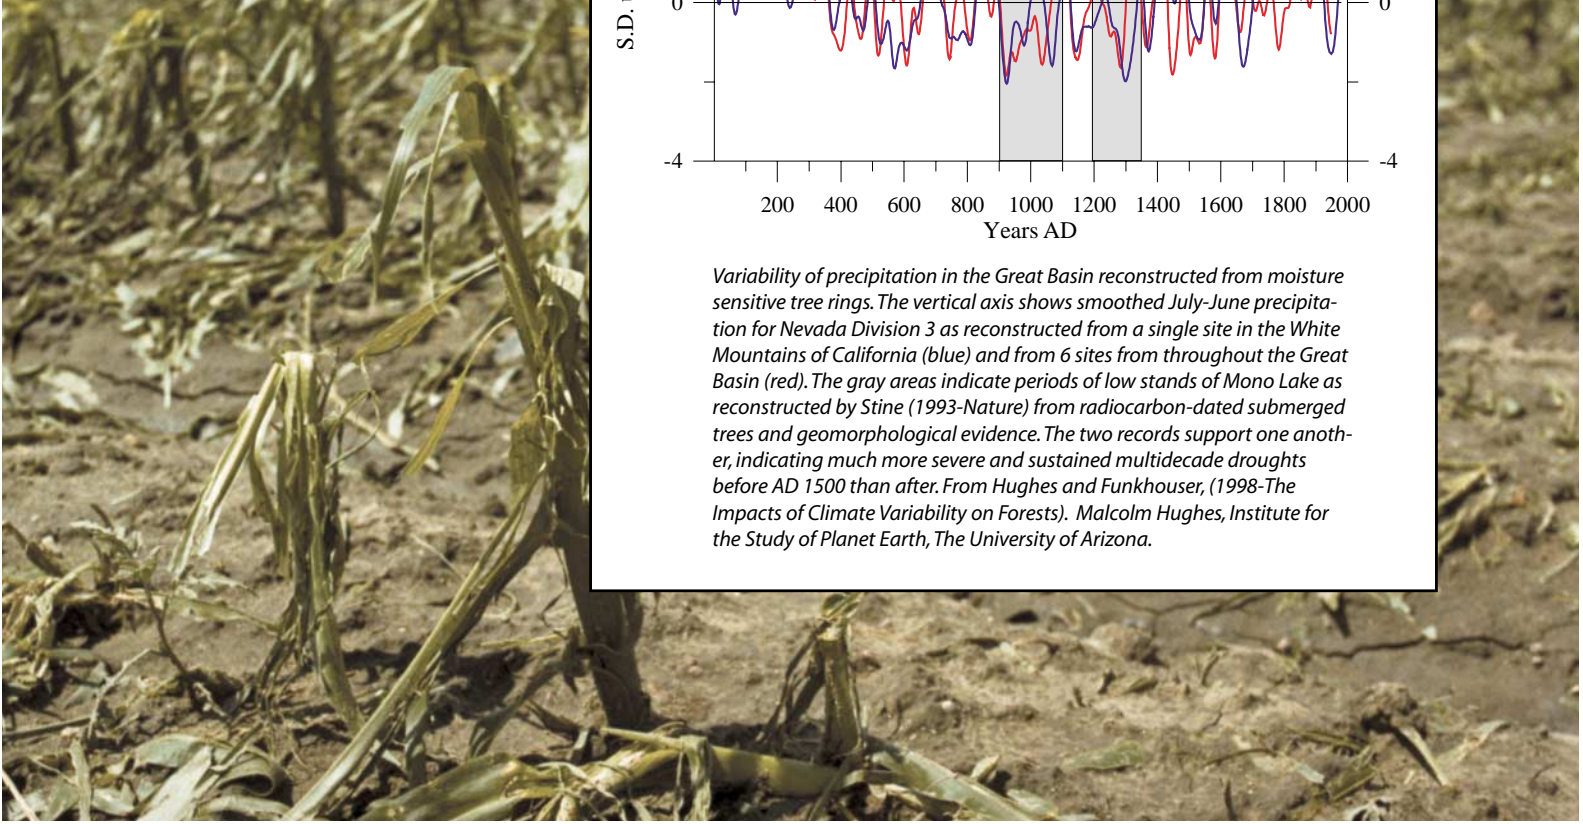 0 0
S.D.
-4 -4
200 400 600 800 1000 1200 1400 1600 1800 2000
Years AD
Variability of precipitation in the Great Basin reconstructed from moisture
sensitive tree rings. The vertical axis shows smoothed July-June precipita-
tion for Nevada Division 3 as reconstructed from a single site in the White
Mountains of California (blue) and from 6 sites from throughout the Great
Basin (red). The gray areas indicate periods of low stands of Mono Lake as
reconstructed by Stine (1993-Nature) from radiocarbon-dated submerged
trees and geomorphological evidence. The two records support one anoth-
er, indicating much more severe and sustained multidecade droughts
before AD 1500 than after. From Hughes and Funkhouser, (1998-The
Impacts of Climate Variability on Forests). Malcolm Hughes, Institute for
the Study of Planet Earth, The University of Arizona.